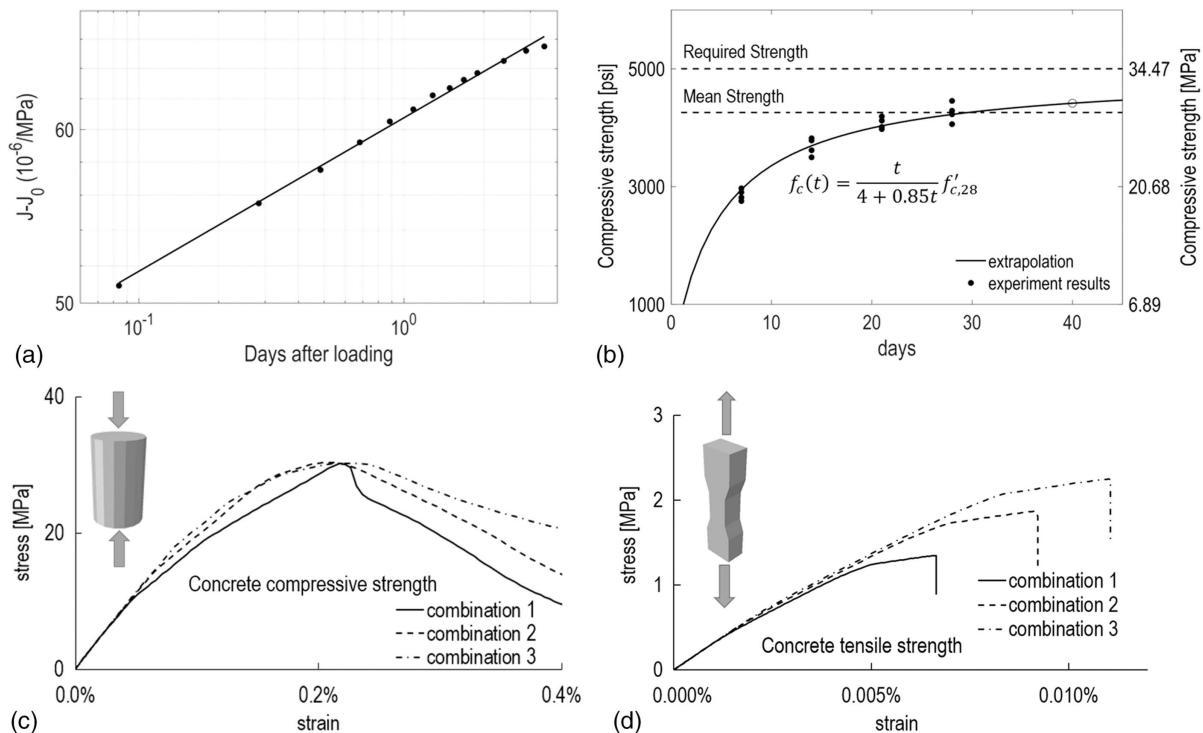 J-J₀ (10⁻⁶/MPa)
60
50
10⁻¹
10⁰
Days after loading
(a)
Compressive strength [psi]
5000
3000
1000
Required Strength
Mean Strength
f_c(t) = t / (4 + 0.85t) f'_c,28
extrapolation
experiment results
0
10
20
30
40
days
34.47
20.68
6.89
Compressive strength [MPa]
(b)
stress [MPa]
40
20
0
Concrete compressive strength
combination 1
combination 2
combination 3
0.0%
0.2%
0.4%
strain
(c)
stress [MPa]
3
2
1
0
Concrete tensile strength
combination 1
combination 2
combination 3
0.000%
0.005%
0.010%
strain
(d)